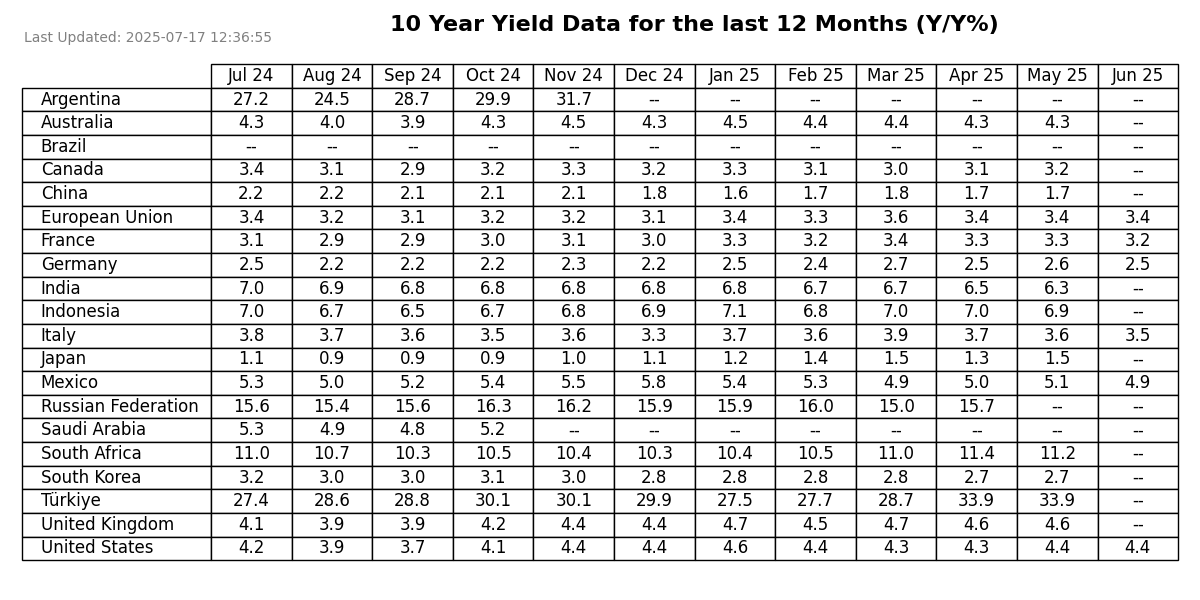 10 Year Yield Data for the last 12 Months (Y/Y%)
Last Updated: 2025-07-17 12:36:55
Jul 24 Aug 24 Sep 24 Oct 24 Nov 24 Dec 24 Jan 25 Feb 25 Mar 25 Apr 25 May 25 Jun 25
Argentina 27.2 24.5 28.7 29.9 31.7 -- -- -- -- -- -- --
Australia 4.3 4.0 3.9 4.3 4.5 4.3 4.5 4.4 4.4 4.3 4.3 --
Brazil -- -- -- -- -- -- -- -- -- -- -- --
Canada 3.4 3.1 2.9 3.2 3.3 3.2 3.3 3.1 3.0 3.1 3.2 --
China 2.2 2.2 2.1 2.1 2.1 1.8 1.6 1.7 1.8 1.7 1.7 --
European Union 3.4 3.2 3.1 3.2 3.2 3.1 3.4 3.3 3.6 3.4 3.4 3.4
France 3.1 2.9 2.9 3.0 3.1 3.0 3.3 3.2 3.4 3.3 3.3 3.2
Germany 2.5 2.2 2.2 2.2 2.3 2.2 2.5 2.4 2.7 2.5 2.6 2.5
India 7.0 6.9 6.8 6.8 6.8 6.8 6.8 6.7 6.7 6.5 6.3 --
Indonesia 7.0 6.7 6.5 6.7 6.8 6.9 7.1 6.8 7.0 7.0 6.9 --
Italy 3.8 3.7 3.6 3.5 3.6 3.3 3.7 3.6 3.9 3.7 3.6 3.5
Japan 1.1 0.9 0.9 0.9 1.0 1.1 1.2 1.4 1.5 1.3 1.5 --
Mexico 5.3 5.0 5.2 5.4 5.5 5.8 5.4 5.3 4.9 5.0 5.1 4.9
Russian Federation 15.6 15.4 15.6 16.3 16.2 15.9 15.9 16.0 15.0 15.7 -- --
Saudi Arabia 5.3 4.9 4.8 5.2 -- -- -- -- -- -- -- --
South Africa 11.0 10.7 10.3 10.5 10.4 10.3 10.4 10.5 11.0 11.4 11.2 --
South Korea 3.2 3.0 3.0 3.1 3.0 2.8 2.8 2.8 2.8 2.7 2.7 --
Türkiye 27.4 28.6 28.8 30.1 30.1 29.9 27.5 27.7 28.7 33.9 33.9 --
United Kingdom 4.1 3.9 3.9 4.2 4.4 4.4 4.7 4.5 4.7 4.6 4.6 --
United States 4.2 3.9 3.7 4.1 4.4 4.4 4.6 4.4 4.3 4.3 4.4 4.4